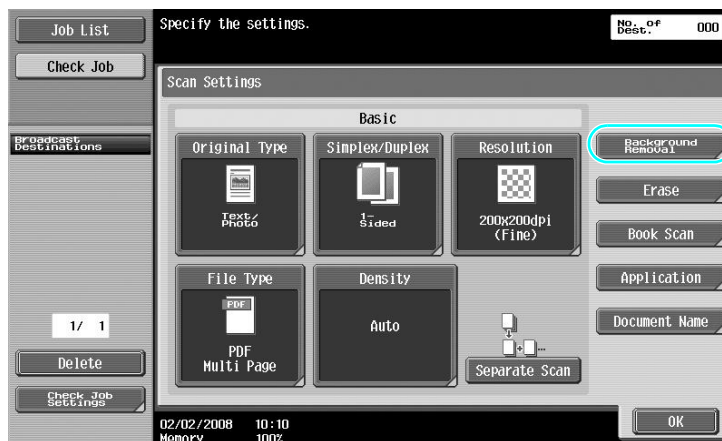 Job List
Check Job
Broadcast
Destinations
1/ 1
Delete
Check Job
Settings
Specify the settings.
No. of
Dest.
000
Scan Settings
Basic
Original Type
Text/
Photo
Simplex/Duplex
1-
Sided
Resolution
200X200dpi
(Fine)
File Type
PDF
PDF
Multi Page
Density
Auto
Separate Scan
Background
Removal
Erase
Book Scan
Application
Document Name
02/02/2008 10:10
Memory 100%
OK